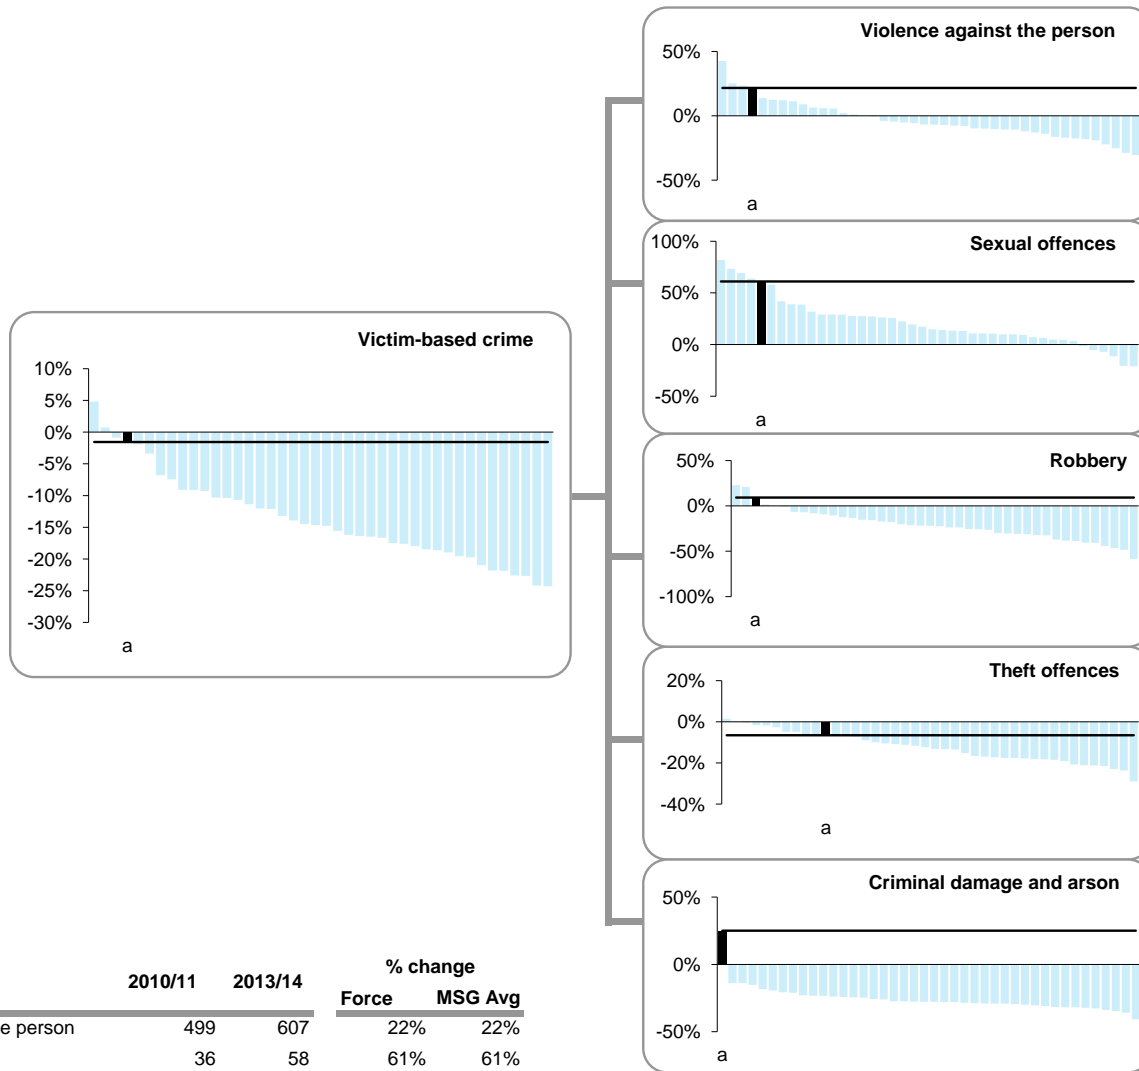 Violence against the person
50%
0%
-50%
a
Sexual offences
100%
50%
0%
-50%
a
Victim-based crime
10%
5%
0%
-5%
-10%
-15%
-20%
-25%
-30%
a
Robbery
50%
0%
-50%
-100%
a
Theft offences
20%
0%
-20%
-40%
a
Criminal damage and arson
50%
0%
-50%
a
% change
2010/11 2013/14
Force MSG Avg
e person 499 607 22% 22%
36 58 61% 61%